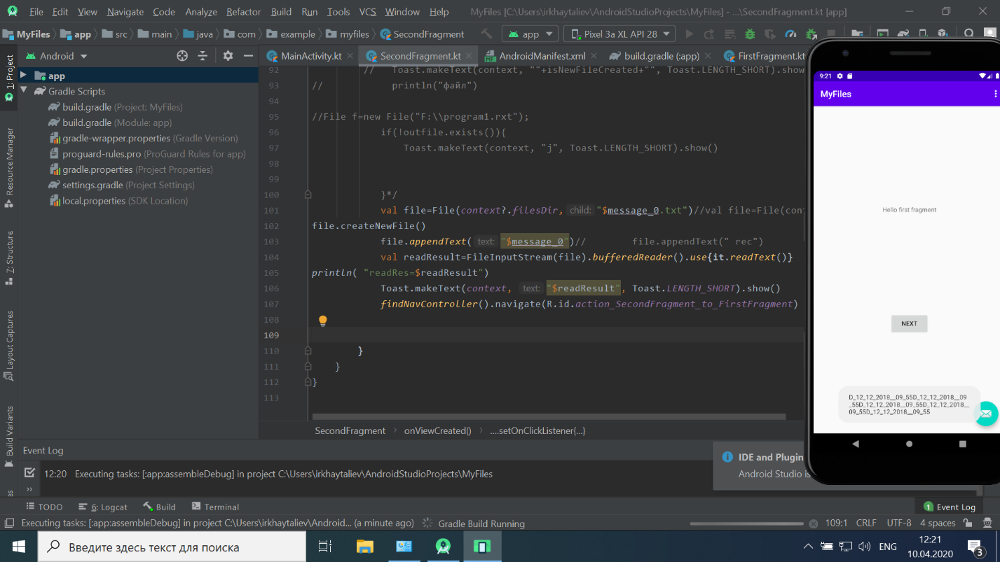 File Edit View Navigate Code Analyze Refactor Build Run Tools VCS Window Help MyFiles [C:\Users\irkhaytaliev\AndroidStudioProjects\MyFiles] - ...\SecondFragment.kt [app]
MyFiles app src main java com example myfiles SecondFragment app Pixel 3a XL API 28
Android MainActivity.kt SecondFragment.kt AndroidManifest.xml build.gradle (:app) FirstFragment.kt
1: Project
Resource Manager
7: Structure
Layout Captures
Build Variants
app
Gradle Scripts
build.gradle (Project: MyFiles)
build.gradle (Module: app)
gradle-wrapper.properties (Gradle Version)
proguard-rules.pro (ProGuard Rules for app)
gradle.properties (Project Properties)
settings.gradle (Project Settings)
local.properties (SDK Location)
92 // Toast.makeText(context, ""+isNewFileCreated+"", Toast.LENGTH_SHORT).show
93 // println("файл")
94
95 //File f=new File("F:\\program1.rxt");
96 if(!outfile.exists()){
97 Toast.makeText(context, "j", Toast.LENGTH_SHORT).show()
98
99
100 }*/
101 val file=File(context?.filesDir, child: "$message_0.txt")//val file=File(con
102 file.createNewFile()
103 file.appendText( text: "$message_0")// file.appendText(" rec")
104 val readResult=FileInputStream(file).bufferedReader().use{it.readText()}
105 println( "readRes=$readResult")
106 Toast.makeText(context, text: "$readResult", Toast.LENGTH_SHORT).show()
107 findNavController().navigate(R.id.action_SecondFragment_to_FirstFragment)
108
109
110 }
111 }
112 }
113
SecondFragment onViewCreated() ....setOnClickListener{...}
9:21
MyFiles
Hello first fragment
NEXT
D_12_12_2018__09_55D_12_12_2018__09
_55D_12_12_2018__09_55D_12_12_2018__
09_55D_12_12_2018__09_55
Event Log
12:20 Executing tasks: [:app:assembleDebug] in project C:\Users\irkhaytaliev\AndroidStudioProjects\MyFiles
IDE and Plugin
Android Studio is
TODO 6: Logcat Build Terminal 1 Event Log
Executing tasks: [:app:assembleDebug] in project C:\Users\irkhaytaliev\Android... (a minute ago) Gradle Build Running 109:1 CRLF UTF-8 4 spaces
Введите здесь текст для поиска ENG 12:21
10.04.2020 3